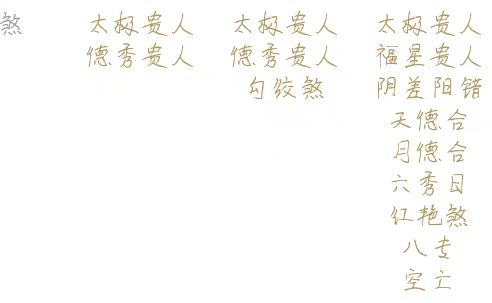 煞 太极贵人 太极贵人 太极贵人
德秀贵人 德秀贵人 福星贵人
勾绞煞 阴差阳错
天德合
月德合
六秀日
红艳煞
八专
空亡